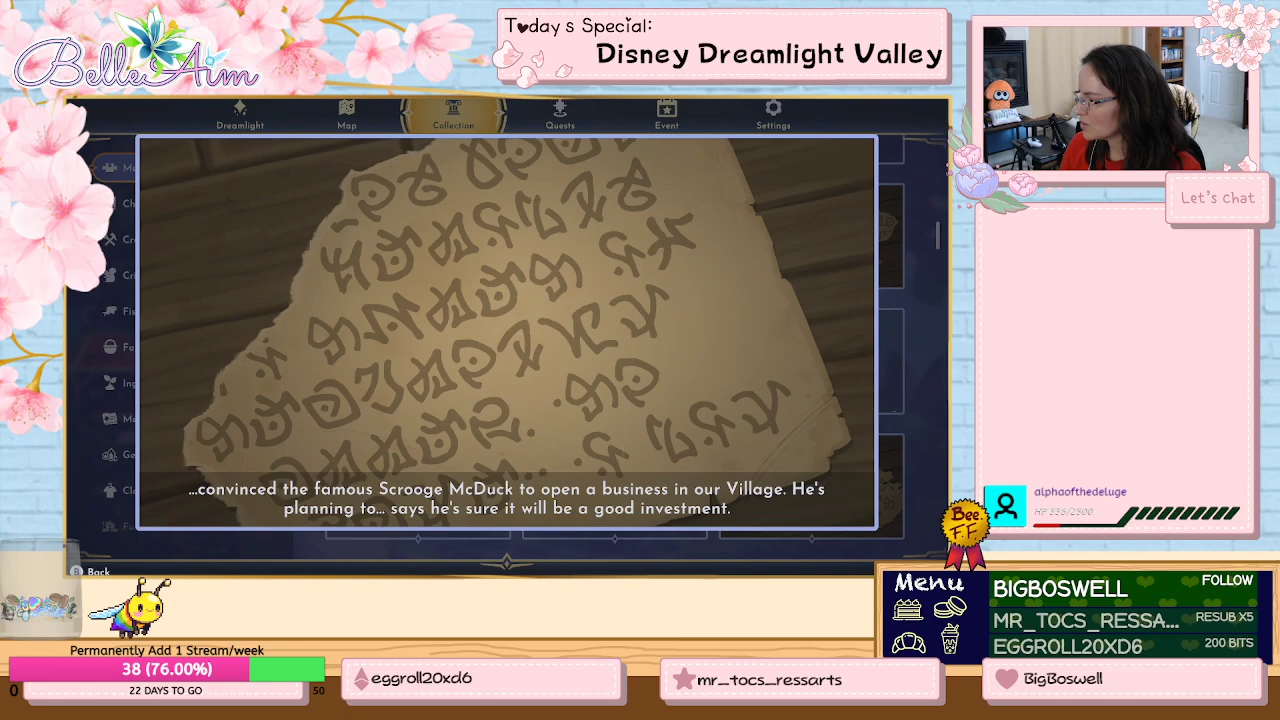 BelleAim
T♥day's Special:
Disney Dreamlight Valley
Dreamlight
Map
Collection
Quests
Event
Settings
Let's Chat
...convinced the famous Scrooge McDuck to open a business in our Village. He's
planning to... says he's sure it will be a good investment.
B Back
alphaofthedeluge
Bee
F.F
Menu
BIGBOSWELL FOLLOW
MR_TOCS_RESSA... RESUB X5
EGGROLL20XD6 200 BITS
Permanently Add 1 Stream/week
38 (76.00%)
0 22 DAYS TO GO 50
eggroll20xd6
mr_tocs_ressarts
BigBoswell